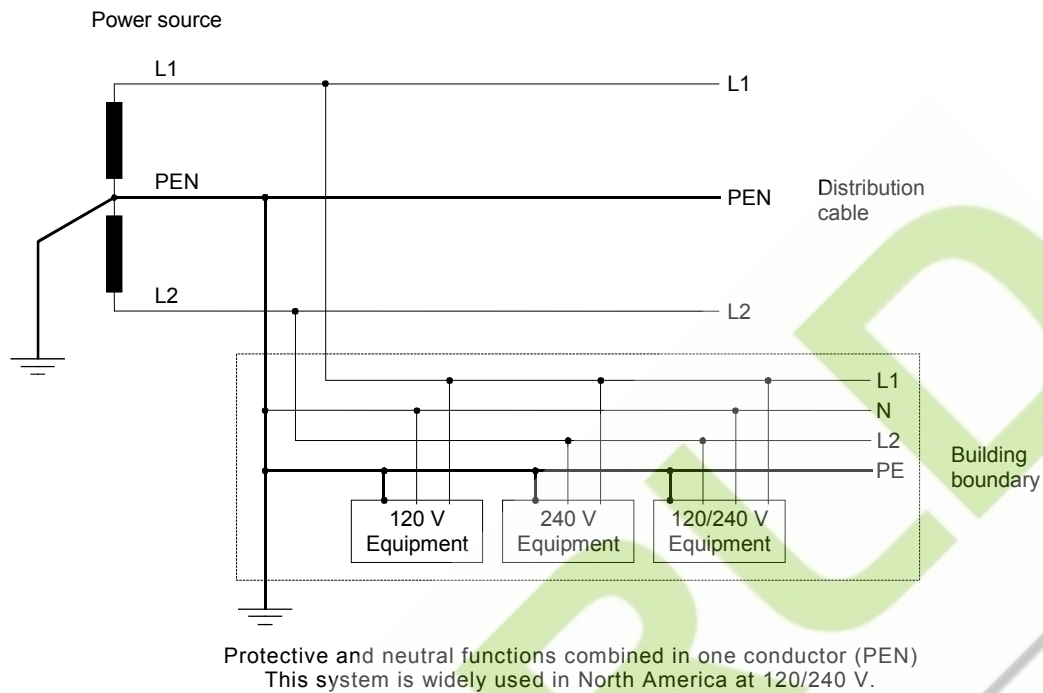 Power source
L1
L1
PEN
PEN
Distribution
cable
L2
L2
L1
N
L2
PE
Building
boundary
120 V
Equipment
240 V
Equipment
120/240 V
Equipment
Protective and neutral functions combined in one conductor (PEN)
This system is widely used in North America at 120/240 V.